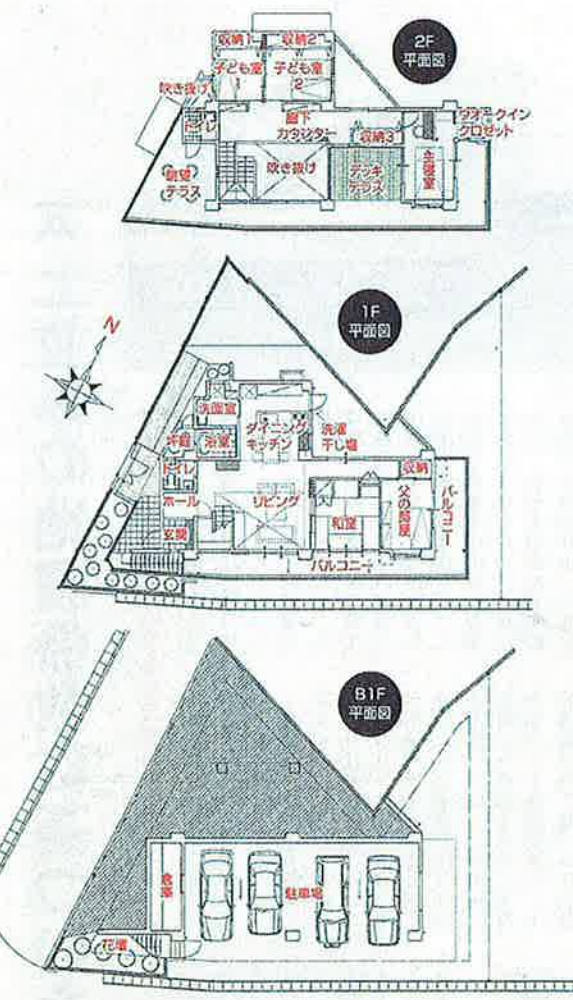 2F
平面図
収納1
収納2
子ども室
1
子ども室
2
吹き抜け
トイレ
廊下
カウンター
収納3
ウォークイン
クロゼット
主寝室
眺望
テラス
吹き抜け
デッキ
テラス
1F
平面図
N
洗面室
坪庭
浴室
ダイニング
キッチン
洗濯
干し場
トイレ
収納
ホール
リビング
和室
父の部屋
バルコニー
玄関
バルコニー
B1F
平面図
倉庫
駐車場
花壇